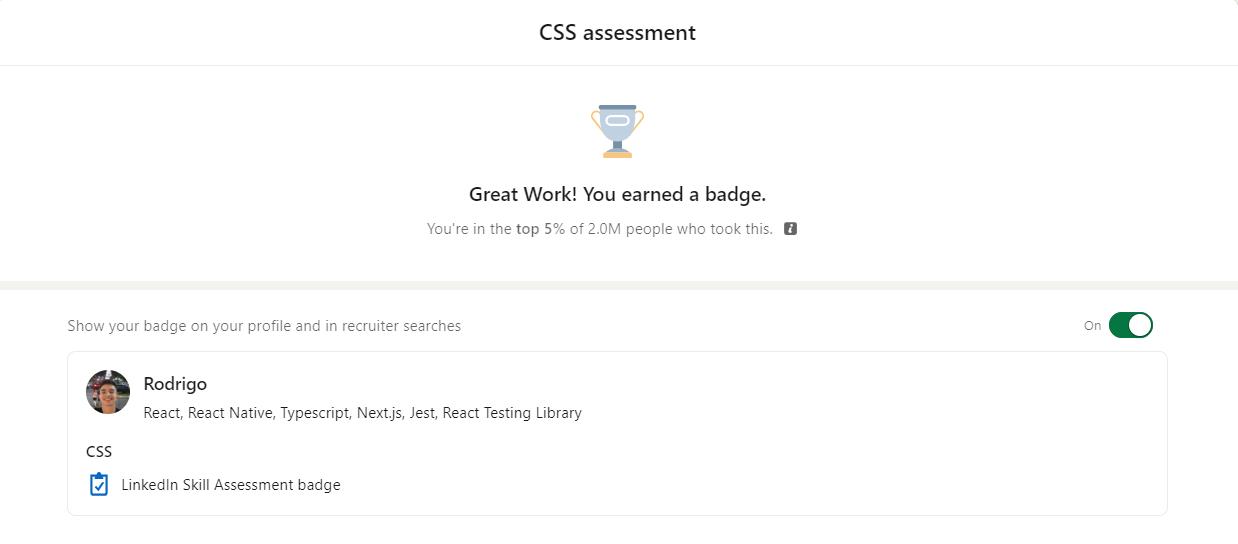 CSS assessment
Great Work! You earned a badge.
You're in the top 5% of 2.0M people who took this.
Show your badge on your profile and in recruiter searches
On
Rodrigo
React, React Native, Typescript, Next.js, Jest, React Testing Library
CSS
LinkedIn Skill Assessment badge